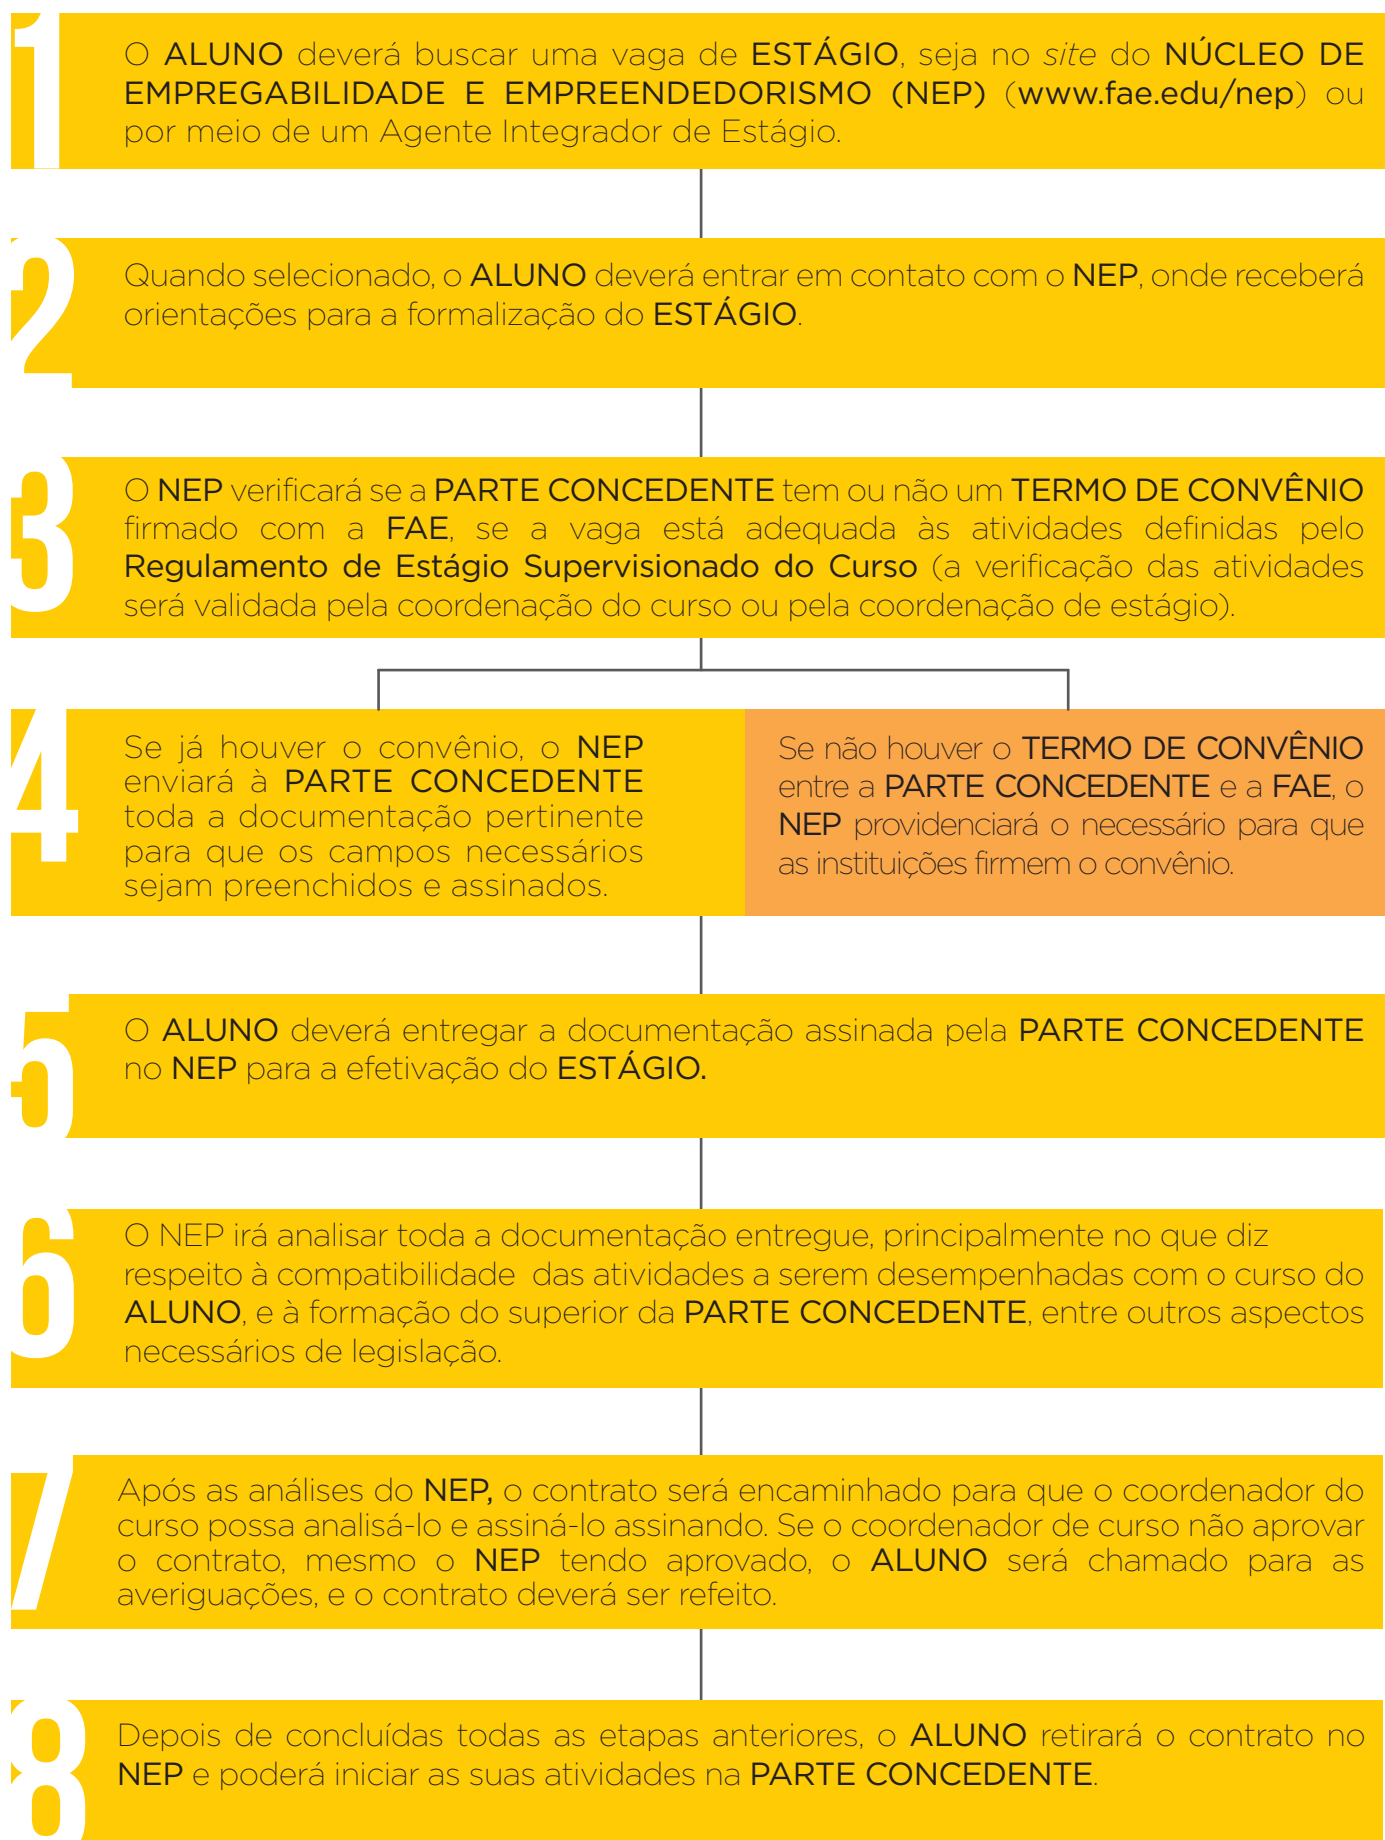 1
O ALUNO deverá buscar uma vaga de ESTÁGIO, seja no site do NÚCLEO DE
EMPREGABILIDADE E EMPREENDEDORISMO (NEP) (www.fae.edu/nep) ou
por meio de um Agente Integrador de Estágio.
2
Quando selecionado, o ALUNO deverá entrar em contato com o NEP, onde receberá
orientações para a formalização do ESTÁGIO.
3
O NEP verificará se a PARTE CONCEDENTE tem ou não um TERMO DE CONVÊNIO
firmado com a FAE, se a vaga está adequada às atividades definidas pelo
Regulamento de Estágio Supervisionado do Curso (a verificação das atividades
será validada pela coordenação do curso ou pela coordenação de estágio).
4
Se já houver o convênio, o NEP
enviará à PARTE CONCEDENTE
toda a documentação pertinente
para que os campos necessários
sejam preenchidos e assinados.
Se não houver o TERMO DE CONVÊNIO
entre a PARTE CONCEDENTE e a FAE, o
NEP providenciará o necessário para que
as instituições firmem o convênio.
5
O ALUNO deverá entregar a documentação assinada pela PARTE CONCEDENTE
no NEP para a efetivação do ESTÁGIO.
6
O NEP irá analisar toda a documentação entregue, principalmente no que diz
respeito à compatibilidade das atividades a serem desempenhadas com o curso do
ALUNO, e à formação do superior da PARTE CONCEDENTE, entre outros aspectos
necessários de legislação.
7
Após as análises do NEP, o contrato será encaminhado para que o coordenador do
curso possa analisá-lo e assiná-lo assinando. Se o coordenador de curso não aprovar
o contrato, mesmo o NEP tendo aprovado, o ALUNO será chamado para as
averiguações, e o contrato deverá ser refeito.
8
Depois de concluídas todas as etapas anteriores, o ALUNO retirará o contrato no
NEP e poderá iniciar as suas atividades na PARTE CONCEDENTE.